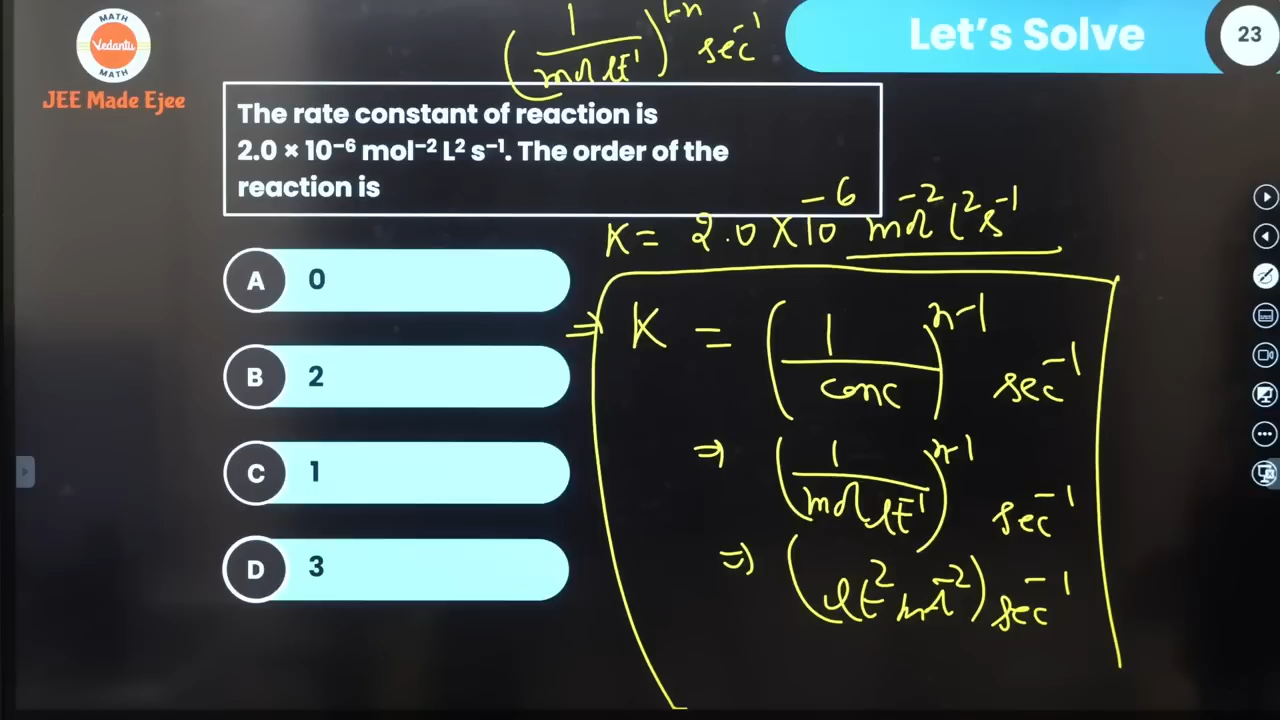 MATH
Vedantu
MATH
JEE Made Ejee
Let's Solve
23
(1/mol lt⁻¹)¹⁻ⁿ sec⁻¹
The rate constant of reaction is
2.0 × 10⁻⁶ mol⁻² L² s⁻¹. The order of the
reaction is
K = 2.0 × 10⁻⁶ mol⁻² l² s⁻¹
A 0
B 2
C 1
D 3
⇒ K = (1/conc)ⁿ⁻¹ sec⁻¹
⇒ (1/mol lt⁻¹)ⁿ⁻¹ sec⁻¹
⇒ (lt² mol⁻²) sec⁻¹